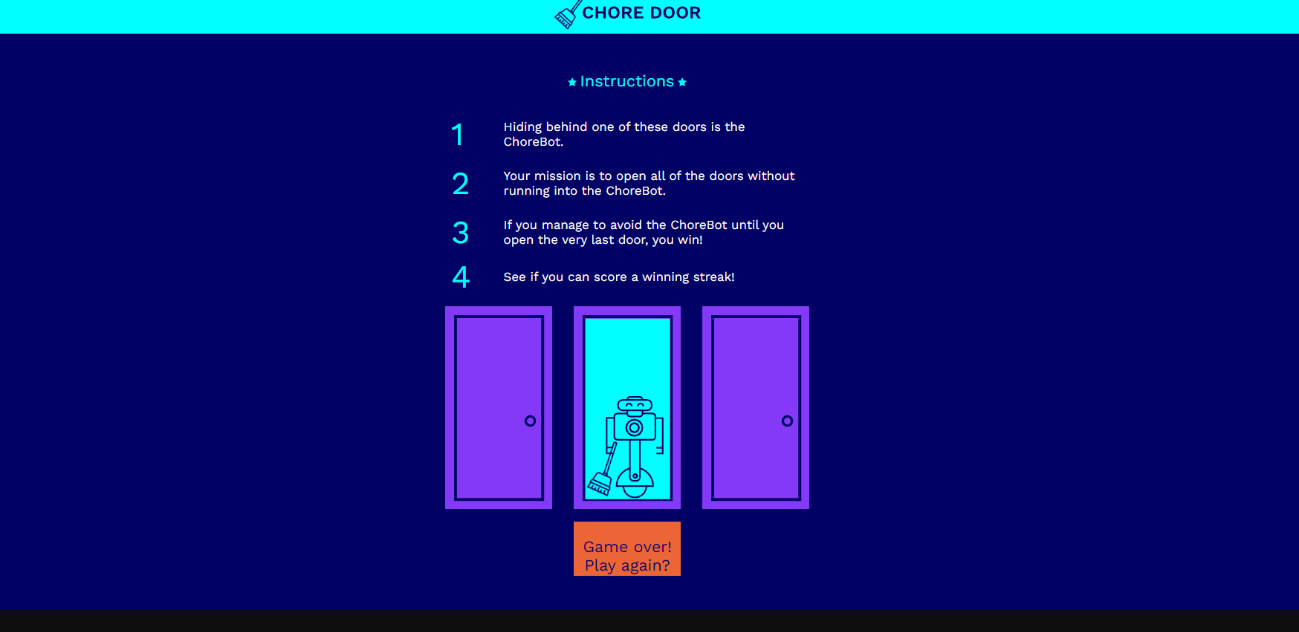 CHORE DOOR
Instructions
1
Hiding behind one of these doors is the
ChoreBot.
2
Your mission is to open all of the doors without
running into the ChoreBot.
3
If you manage to avoid the ChoreBot until you
open the very last door, you win!
4
See if you can score a winning streak!
Game over!
Play again?